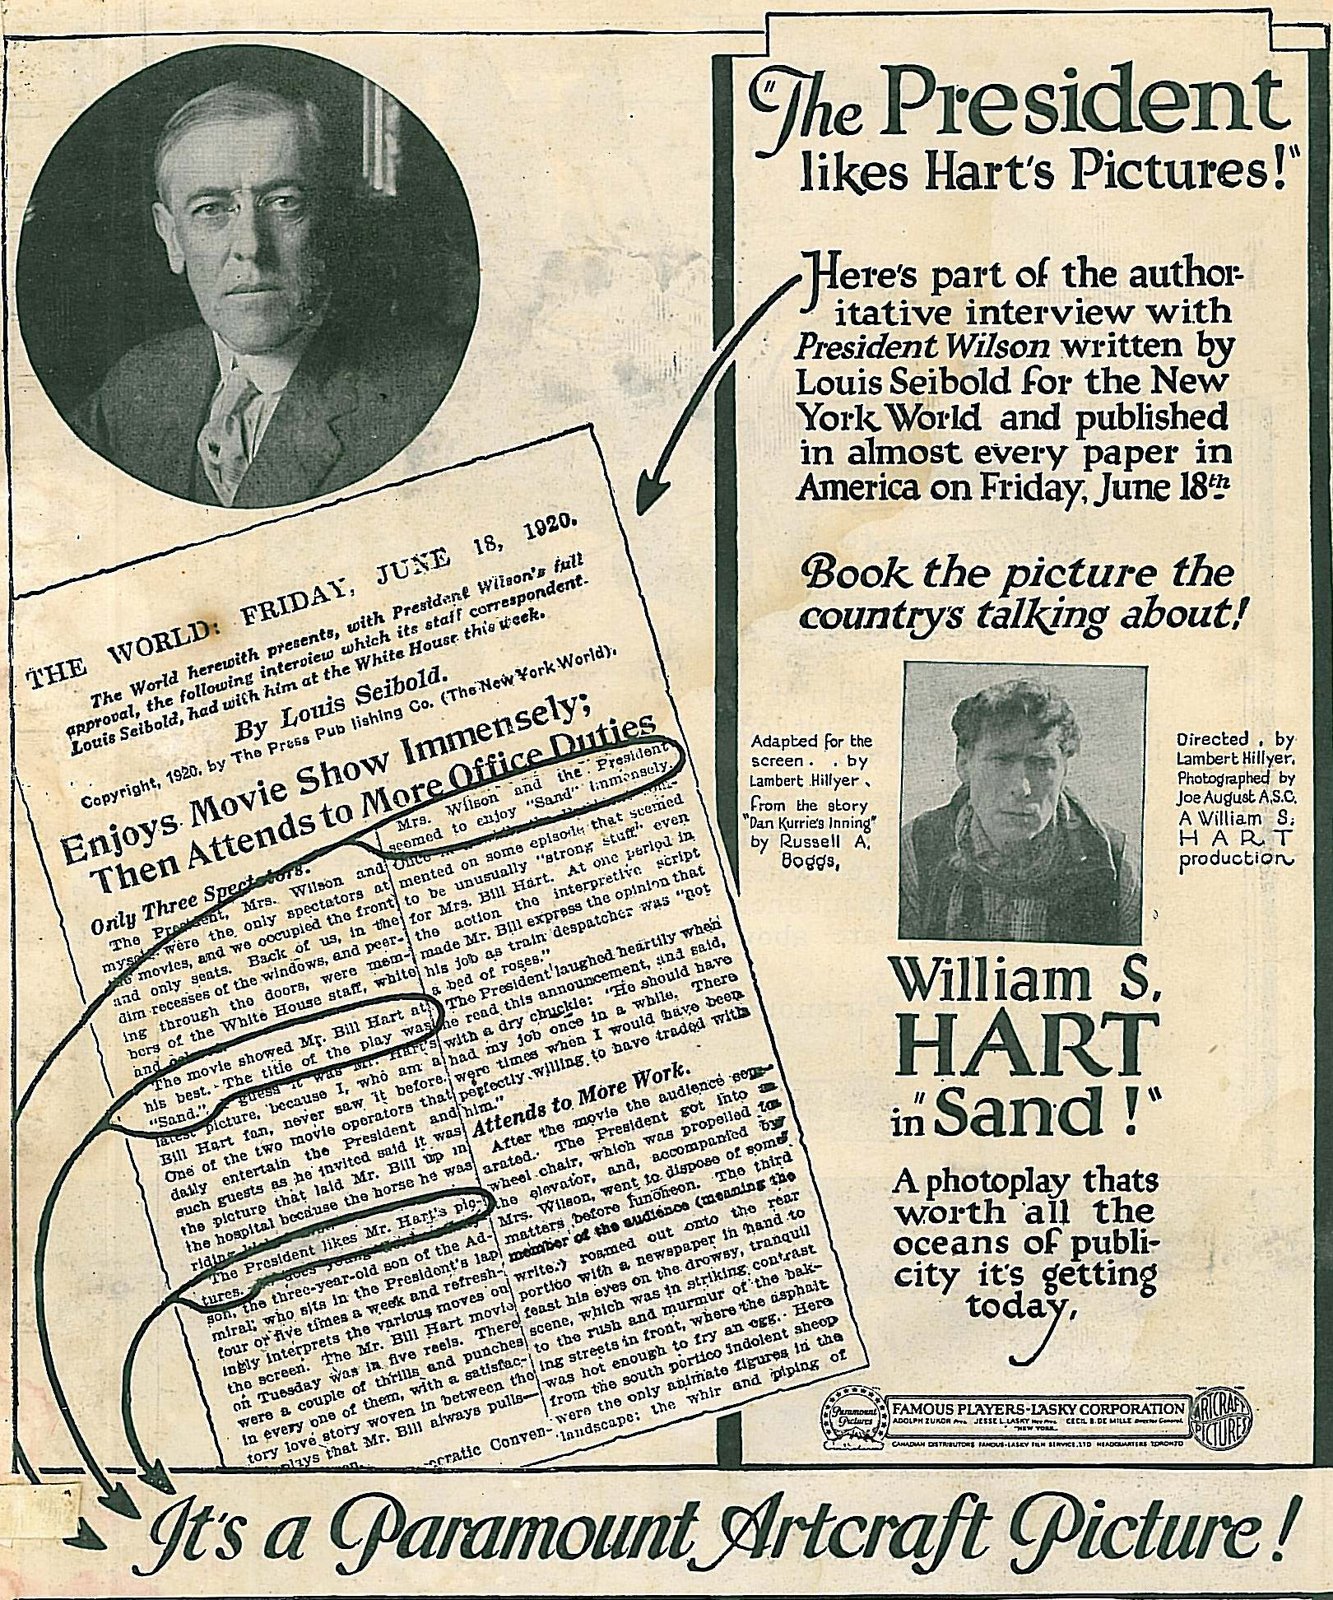 "The President
likes Hart's Pictures!"
Here's part of the author-
itative interview with
President Wilson written by
Louis Seibold for the New
York World and published
in almost every paper in
America on Friday, June 18th
Book the picture the
country's talking about!
Adapted for the
screen . . by
Lambert Hillyer .
From the story
"Dan Kurrie's Inning"
by Russell A.
Boggs,
Directed . by
Lambert Hillyer.
Photographed by
Joe August A.S.C.
A William S.
HART
production
William S.
HART
in "Sand!"
A photoplay thats
worth all the
oceans of publi-
city it's getting
today,
Paramount
Pictures
FAMOUS PLAYERS-LASKY CORPORATION
ADOLPH ZUKOR Pres. JESSE L. LASKY Vice Pres. CECIL B. DE MILLE Director General
NEW YORK
CANADIAN DISTRIBUTORS FAMOUS-LASKY FILM SERVICE, LTD HEADQUARTERS TORONTO
ARTCRAFT
PICTURES
THE WORLD: FRIDAY, JUNE 18, 1920.
The World herewith presents, with President Wilson's full
approval, the following interview which its staff correspondent,
Louis Seibold, had with him at the White House this week.
By Louis Seibold.
Copyright, 1920, by The Press Publishing Co. (The New York World).
Enjoys Movie Show Immensely;
Then Attends to More Office Duties
Only Three Spectators.
The President, Mrs. Wilson and
myself were the only spectators at
the movies, and we occupied the front
and only seats. Back of us, in the
dim recesses of the windows, and peer-
ing through the doors, were mem-
bers of the White House staff, white
and
The movie showed Mr. Bill Hart at
his best. The title of the play was
"Sand." I guess it was Mr. Hart's
latest picture, because I, who am a
Bill Hart fan, never saw it before.
One of the two movie operators that
daily entertain the President and
such guests as he invited said it was
the picture that laid Mr. Bill up in
the hospital because the horse he was
riding
The President likes Mr. Hart's pic-
tures,
son, the three-year-old son of the Ad-
miral, who sits in the President's lap
four or five times a week and refresh-
ingly interprets the various moves on
the screen. The Mr. Bill Hart movie
on Tuesday was in five reels. There
were a couple of thrills and punches
in every one of them, with a satisfac-
tory love story woven in between the
plays that Mr. Bill always pulls
cratic Conven-
Mrs. Wilson and the President
seemed to enjoy "Sand" immensely.
Once in
mented on some episode that seemed
to be unusually "strong stuff" even
for Mrs. Bill Hart. At one period in
the action the interpretive script
made Mr. Bill express the opinion that
his job as train despatcher was "not
a bed of roses."
The President laughed heartily when
he read this announcement, and said,
with a dry chuckle: "He should have
had my job once in a while. There
were times when I would have been
perfectly willing to have traded with
him."
Attends to More Work.
After the movie the audience sep-
arated. The President got into a
wheel chair, which was propelled to
the elevator, and, accompanied by
Mrs. Wilson, went to dispose of some
matters before luncheon. The third
member of the audience (meaning the
writer) roamed out onto the rear
portico with a newspaper in hand to
feast his eyes on the drowsy, tranquil
scene, which was in striking contrast
to the rush and murmur of the bak-
ing streets in front, where the asphalt
was hot enough to fry an egg. Here
from the south portico indolent sheep
were the only animate figures in the
landscape; the whir and piping of
It's a Paramount Artcraft Picture!